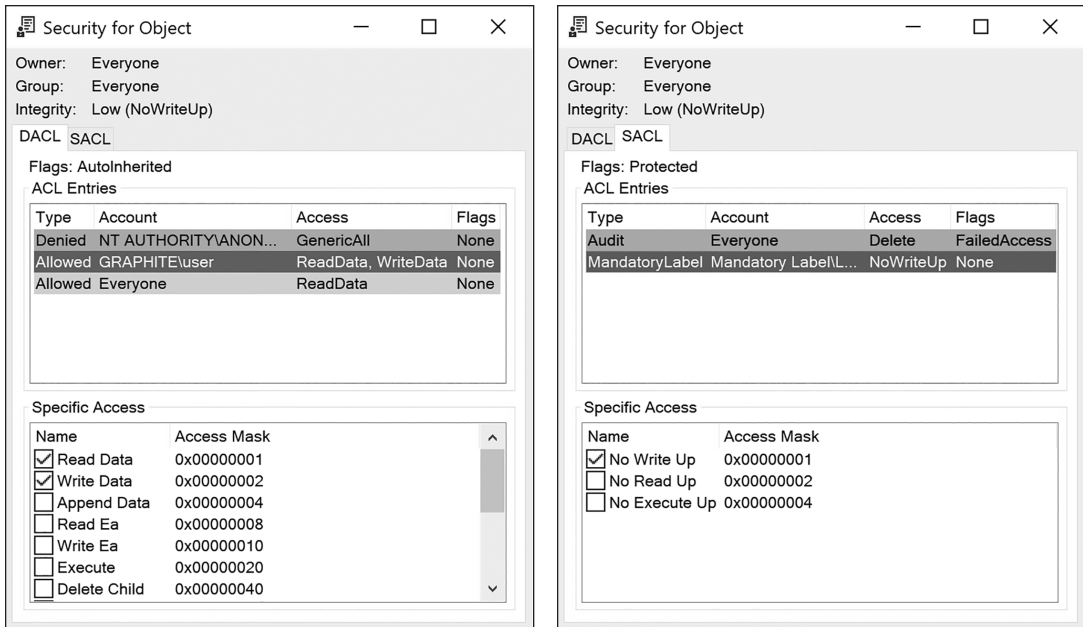 Security for Object
Owner: Everyone
Group: Everyone
Integrity: Low (NoWriteUp)
DACL SACL
Flags: AutoInherited
ACL Entries
Type Account Access Flags
Denied NT AUTHORITY\ANON... GenericAll None
Allowed GRAPHITE\user ReadData, WriteData None
Allowed Everyone ReadData None
Specific Access
Name Access Mask
Read Data 0x00000001
Write Data 0x00000002
Append Data 0x00000004
Read Ea 0x00000008
Write Ea 0x00000010
Execute 0x00000020
Delete Child 0x00000040
Security for Object
Owner: Everyone
Group: Everyone
Integrity: Low (NoWriteUp)
DACL SACL
Flags: Protected
ACL Entries
Type Account Access Flags
Audit Everyone Delete FailedAccess
MandatoryLabel Mandatory Label\L... NoWriteUp None
Specific Access
Name Access Mask
No Write Up 0x00000001
No Read Up 0x00000002
No Execute Up 0x00000004